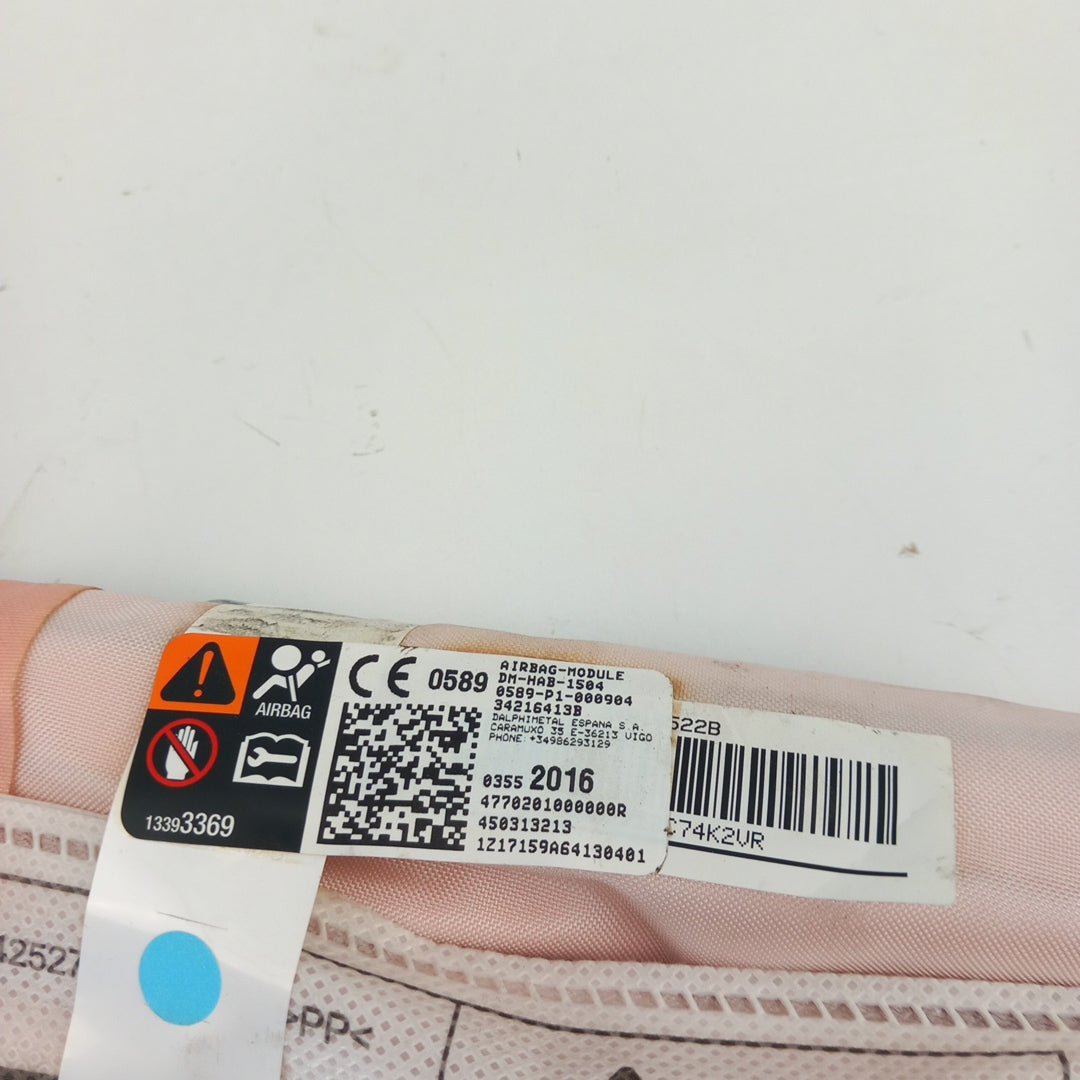 AIRBAG
13393369
CE 0589
AIRBAG-MODULE
DM-HAB-1504
0589-P1-000904
34216413B
DALPHIMETAL ESPANA S.A.
CARAMUXO 35 E-36213 VIGO
PHONE:+34986293129
0355 2016
4770201000000R
450313213
1Z17159A64130401
522B
C74K2VR
42527
>PP<